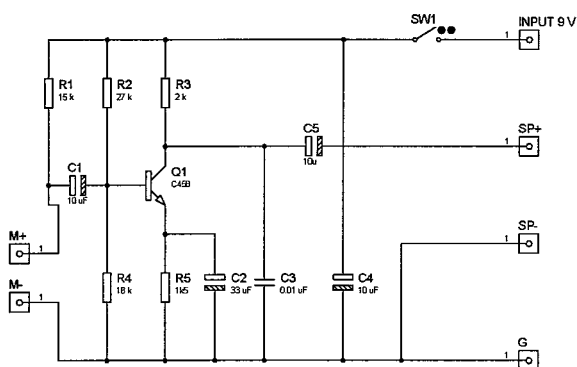 SW1
INPUT 9 V
1
R1
15 k
R2
27 k
R3
2 k
C5
10u
1
SP+
C1
10 uF
Q1
C458
M+
1
SP-
1
M-
1
R4
18 k
R5
1k5
C2
33 uF
C3
0.01 uF
C4
10 uF
G
1